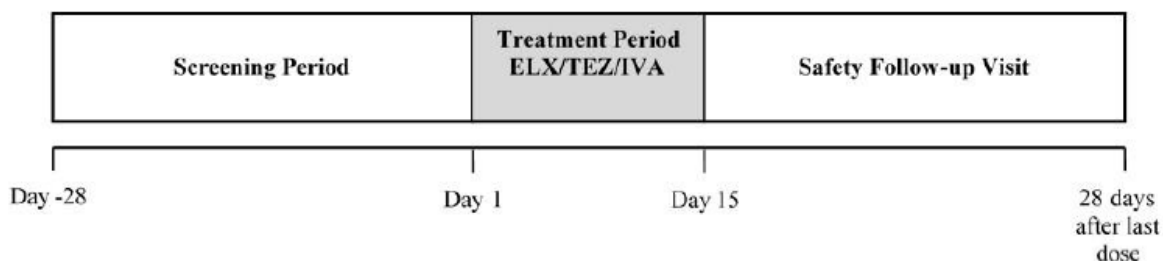 Screening Period
Treatment Period
ELX/TEZ/IVA
Safety Follow-up Visit
Day -28
Day 1
Day 15
28 days
after last
dose